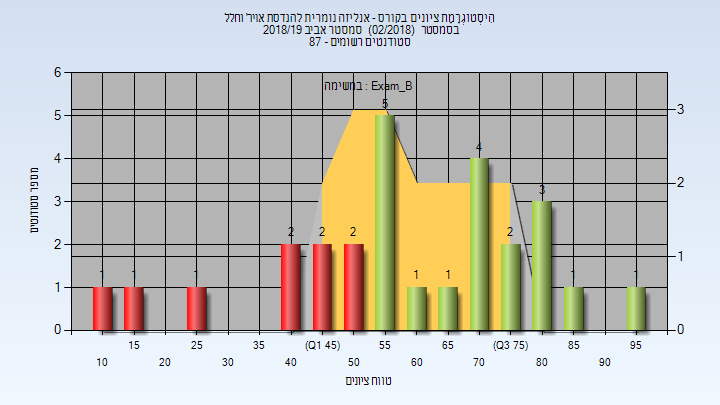 היסטוגרמת ציונים בקורס - אנליזה נומרית להנדסת אויר וחלל
בסמסטר (02/2018) סמסטר אביב 2018/19
סטודנטים רשומים - 87
במשימה : Exam_B
מספר סטודנטים
6
5
4
3
2
1
0
3
2
1
0
1 1 1 2 2 2 5 1 1 4 2 3 1 1
15 25 35 (Q1 45) 55 65 (Q3 75) 85 95
10 20 30 40 50 60 70 80 90
טווח ציונים